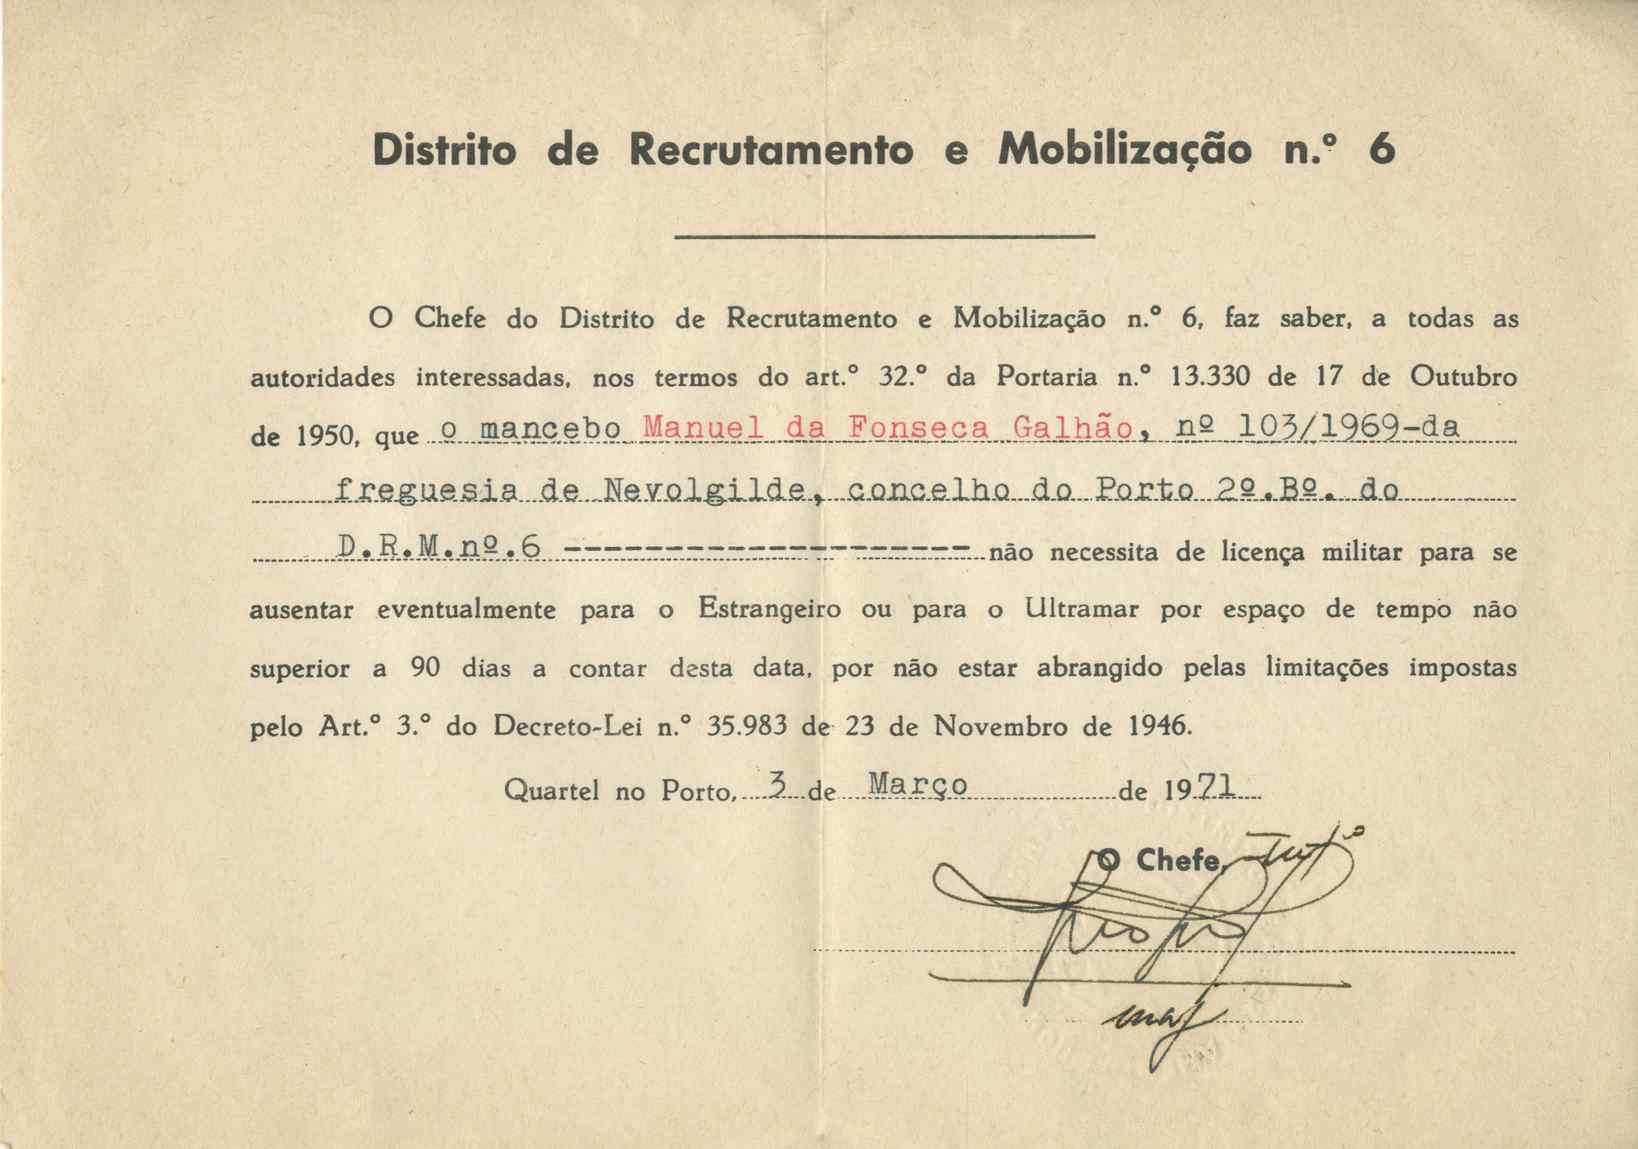 Distrito de Recrutamento e Mobilização n.º 6
O Chefe do Distrito de Recrutamento e Mobilização n.º 6, faz saber, a todas as
autoridades interessadas, nos termos do art.º 32.º da Portaria n.º 13.330 de 17 de Outubro
de 1950, que o mancebo Manuel da Fonseca Galhão, nº 103/1969-da
freguesia de Nevolgilde, concelho do Porto 2º.Bº. do
D.R.M.nº.6 -------------------- não necessita de licença militar para se
ausentar eventualmente para o Estrangeiro ou para o Ultramar por espaço de tempo não
superior a 90 dias a contar desta data, por não estar abrangido pelas limitações impostas
pelo Art.º 3.º do Decreto-Lei n.º 35.983 de 23 de Novembro de 1946.
Quartel no Porto, 3 de Março de 1971
O Chefe, Intº
maj